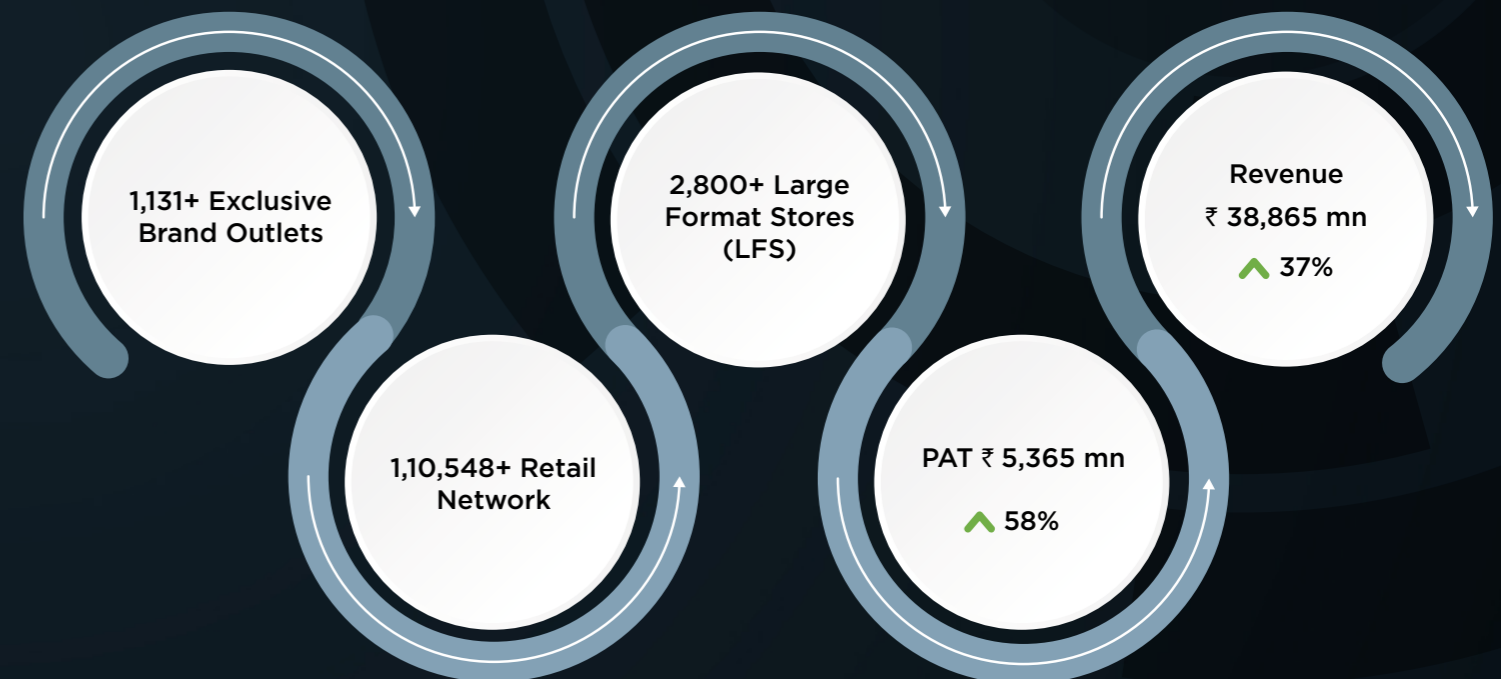 1,131+ Exclusive
Brand Outlets
1,10,548+ Retail
Network
2,800+ Large
Format Stores
(LFS)
PAT ₹ 5,365 mn
58%
Revenue
₹ 38,865 mn
37%